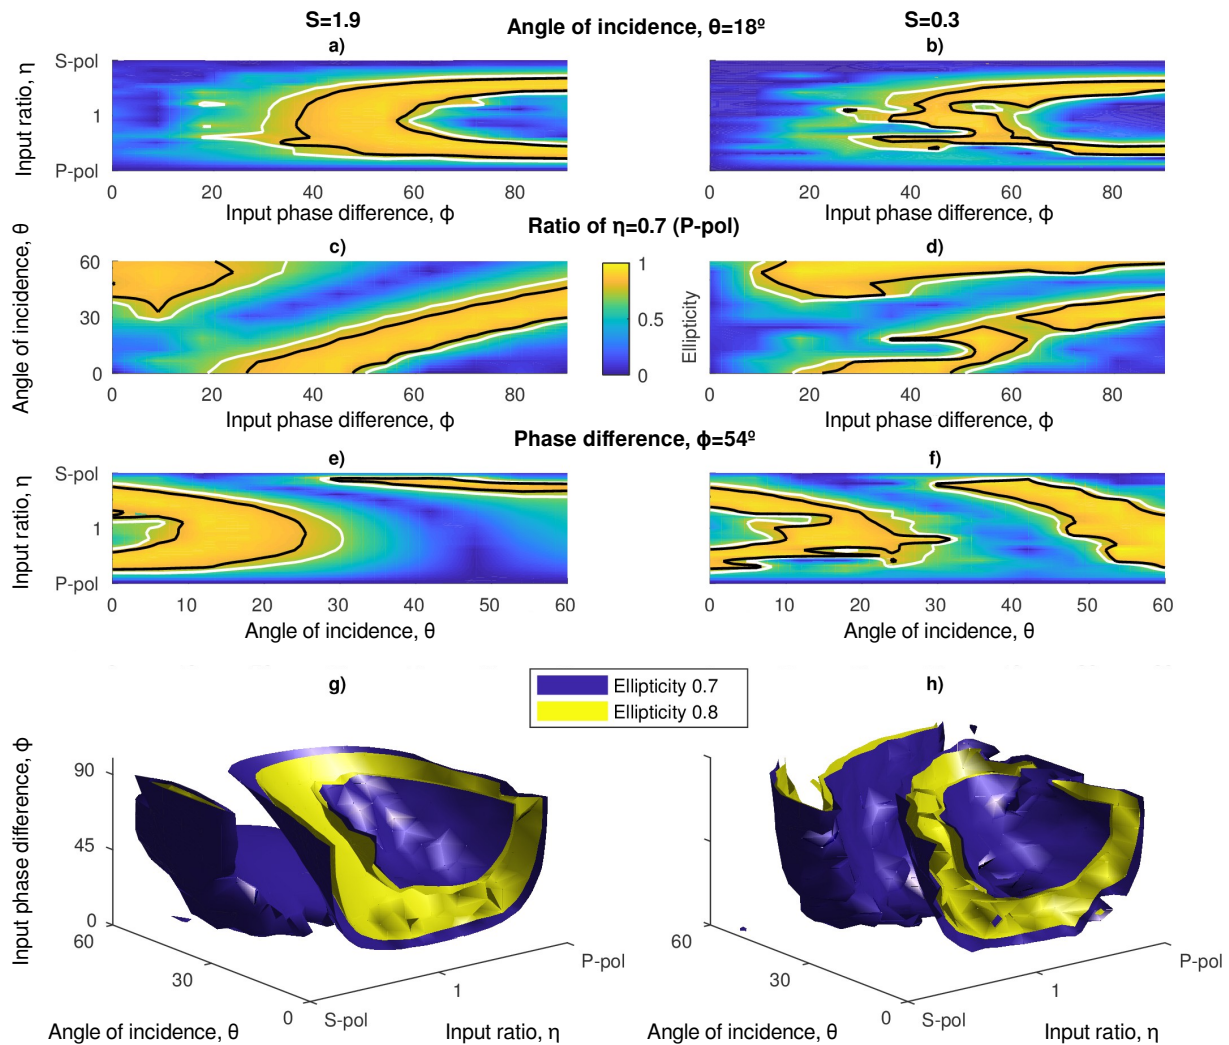 S=1.9
Angle of incidence, θ=18º
S=0.3
a)
b)
S-pol
1
P-pol
Input ratio, η
0 20 40 60 80
0 20 40 60 80
Input phase difference, ϕ
Input phase difference, ϕ
Ratio of η=0.7 (P-pol)
c)
d)
60
30
0
Angle of incidence, θ
1
0.5
0
Ellipticity
0 20 40 60 80
0 20 40 60 80
Input phase difference, ϕ
Input phase difference, ϕ
Phase difference, ϕ=54º
e)
f)
S-pol
1
P-pol
Input ratio, η
0 10 20 30 40 50 60
0 10 20 30 40 50 60
Angle of incidence, θ
Angle of incidence, θ
g)
h)
Ellipticity 0.7
Ellipticity 0.8
Input phase difference, ϕ
90
45
0
60
30
0
S-pol
1
P-pol
Angle of incidence, θ
Input ratio, η
60
30
0
S-pol
1
P-pol
Angle of incidence, θ
Input ratio, η